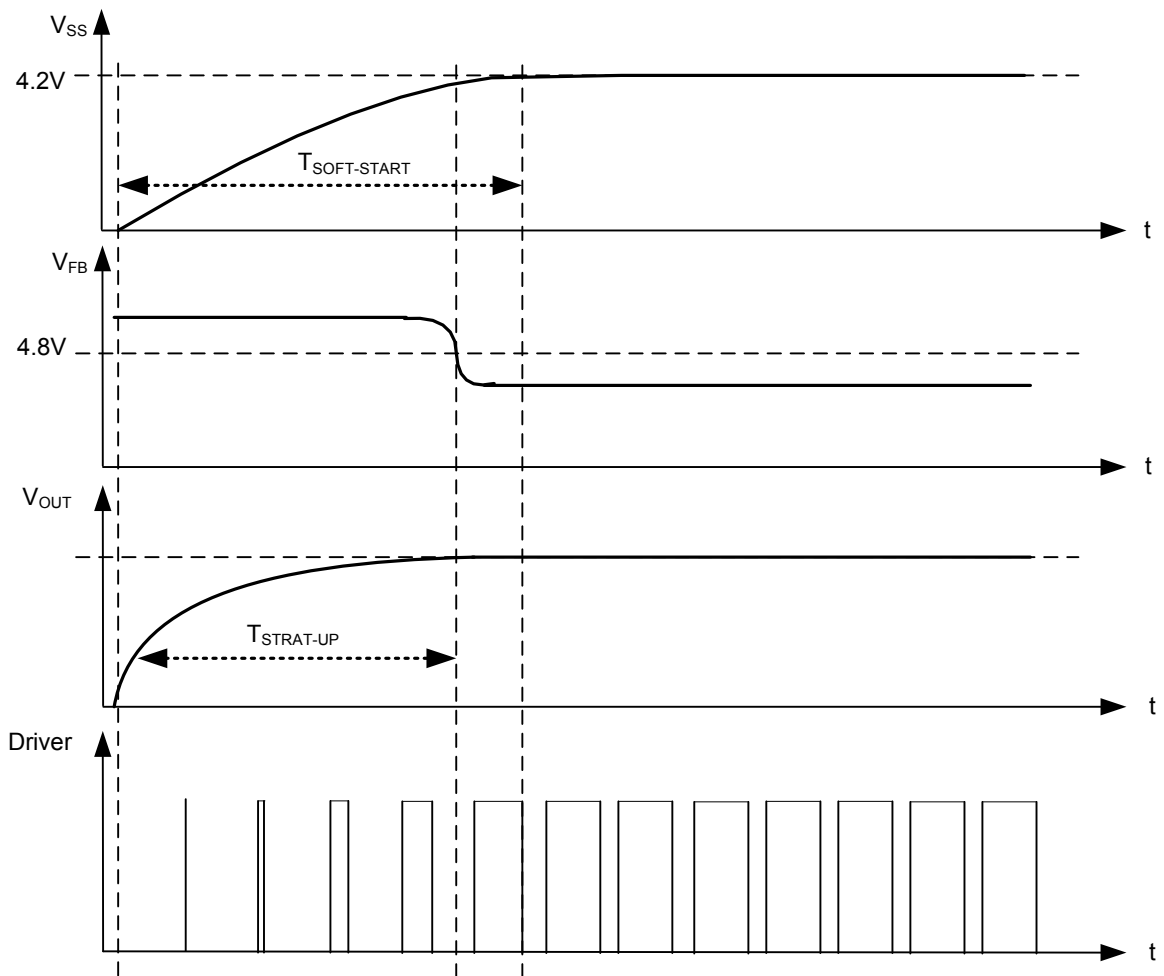 VSS
4.2V
TSOFT-START
t
VFB
4.8V
t
VOUT
TSTRAT-UP
t
Driver
t